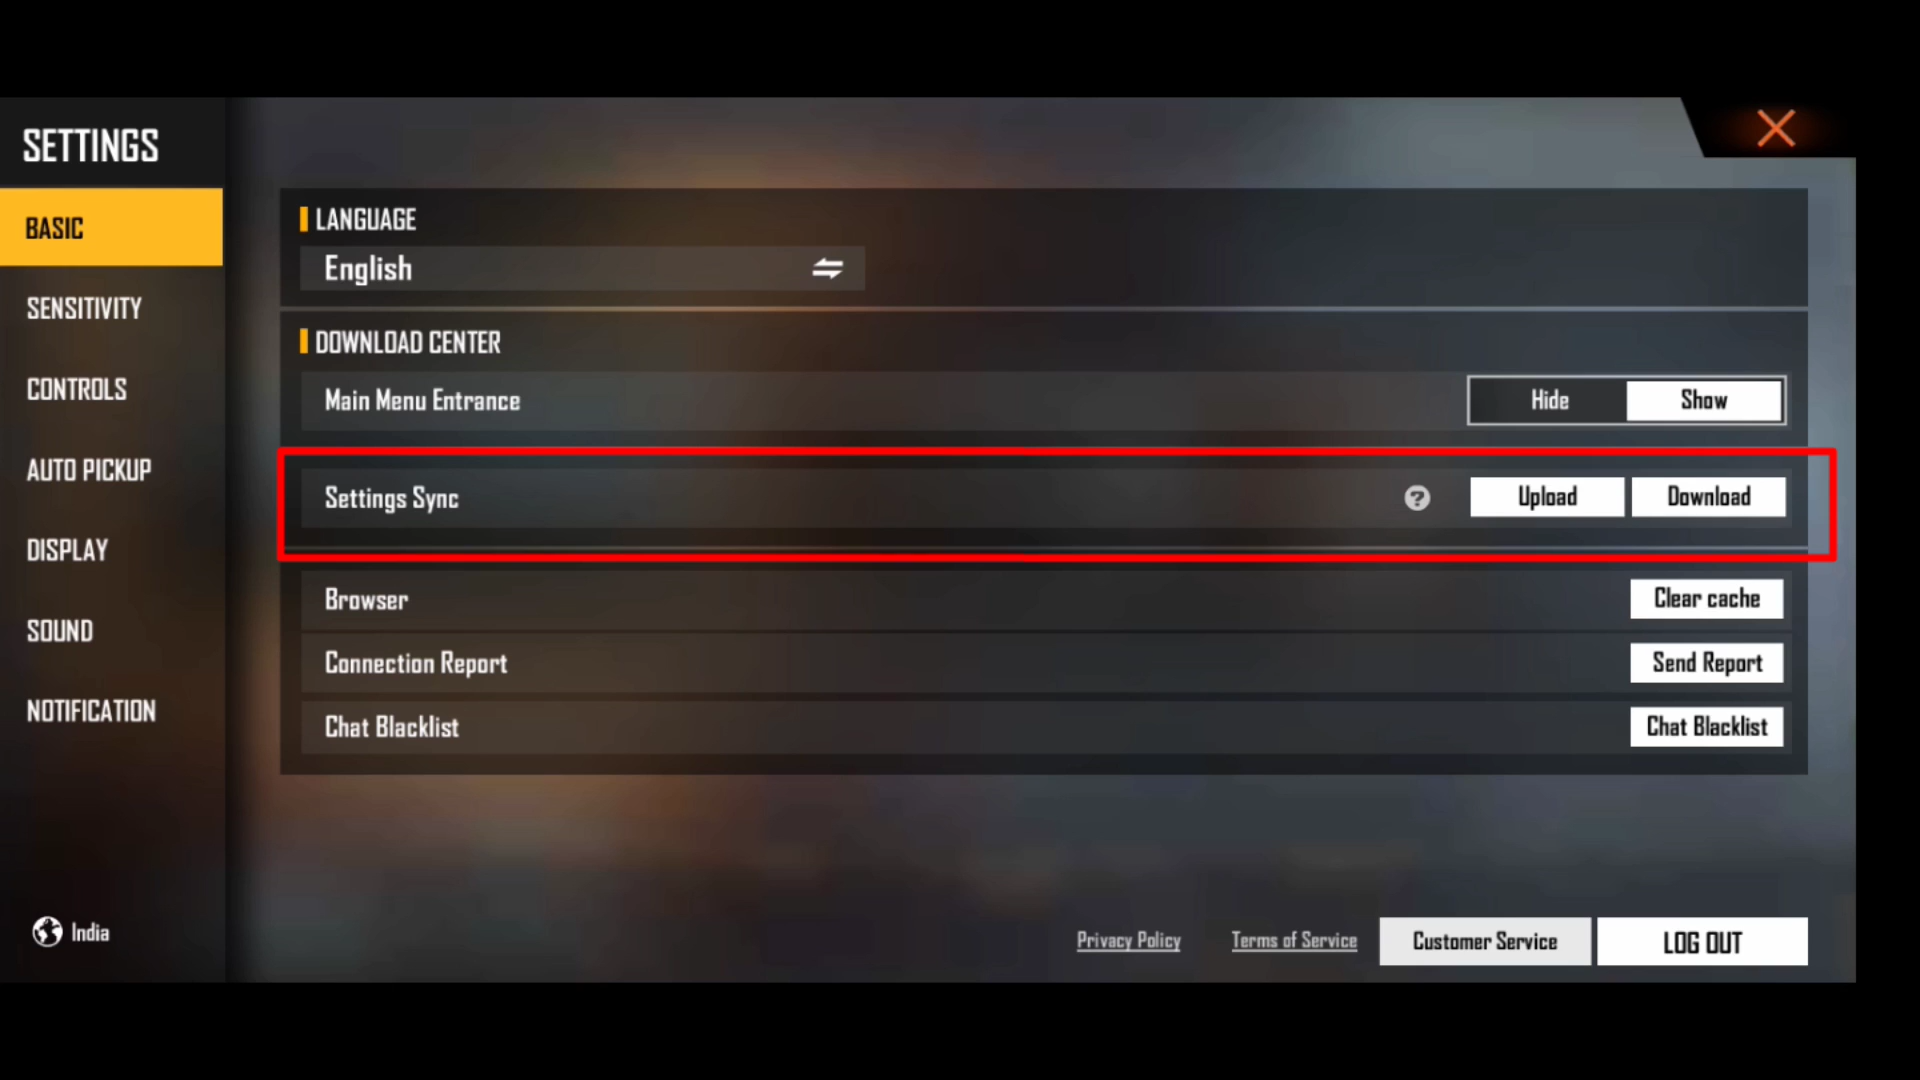 SETTINGS
BASIC
SENSITIVITY
CONTROLS
AUTO PICKUP
DISPLAY
SOUND
NOTIFICATION
India
LANGUAGE
English
DOWNLOAD CENTER
Main Menu Entrance Hide Show
Settings Sync ? Upload Download
Browser Clear cache
Connection Report Send Report
Chat Blacklist Chat Blacklist
Privacy Policy Terms of Service Customer Service LOG OUT